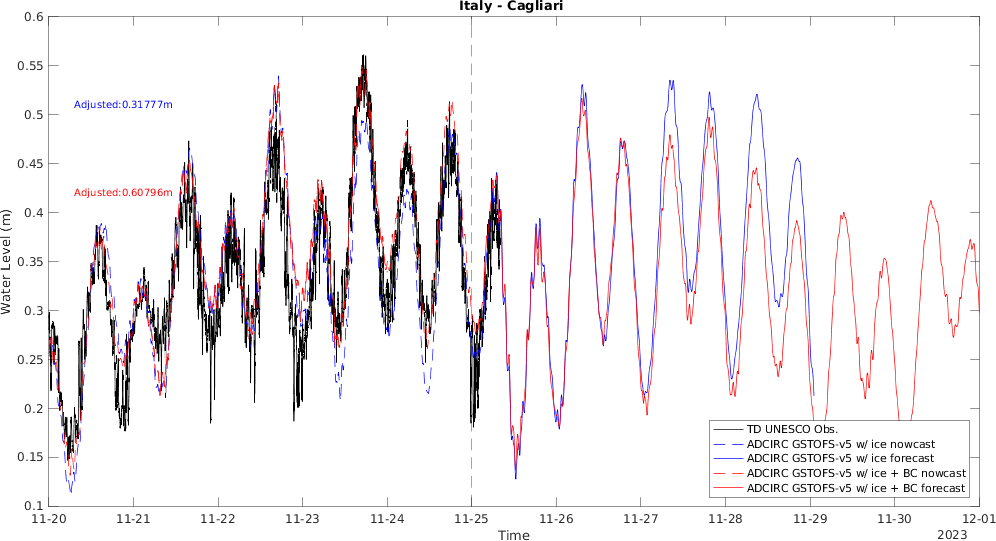 Italy - Cagliari
0.6
0.55
0.5
0.45
0.4
0.35
0.3
0.25
0.2
0.15
0.1
Water Level (m)
Adjusted:0.31777m
Adjusted:0.60796m
TD UNESCO Obs.
ADCIRC GSTOFS-v5 w/ ice nowcast
ADCIRC GSTOFS-v5 w/ ice forecast
ADCIRC GSTOFS-v5 w/ ice + BC nowcast
ADCIRC GSTOFS-v5 w/ ice + BC forecast
11-20 11-21 11-22 11-23 11-24 11-25 11-26 11-27 11-28 11-29 11-30 12-01
Time
2023